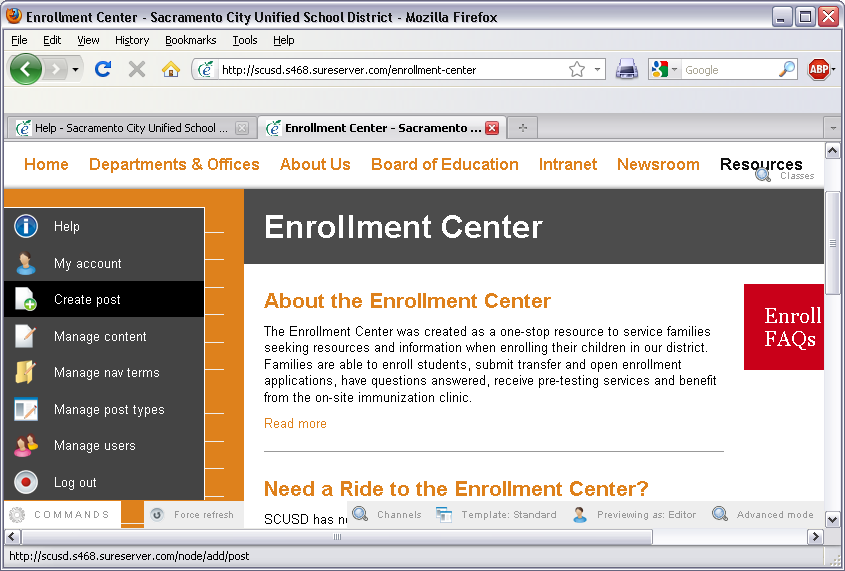 Enrollment Center - Sacramento City Unified School District - Mozilla Firefox
File Edit View History Bookmarks Tools Help
http://scusd.s468.sureserver.com/enrollment-center
Google
ABP
Help - Sacramento City Unified School ...
Enrollment Center - Sacramento ...
Home Departments & Offices About Us Board of Education Intranet Newsroom Resources
Classes
Help
My account
Create post
Manage content
Manage nav terms
Manage post types
Manage users
Log out
COMMANDS
Force refresh
Enrollment Center
About the Enrollment Center
The Enrollment Center was created as a one-stop resource to service families
seeking resources and information when enrolling their children in our district.
Families are able to enroll students, submit transfer and open enrollment
applications, have questions answered, receive pre-testing services and benefit
from the on-site immunization clinic.
Read more
Enroll
FAQs
Need a Ride to the Enrollment Center?
SCUSD has n
Channels Template: Standard Previewing as: Editor Advanced mode
http://scusd.s468.sureserver.com/node/add/post